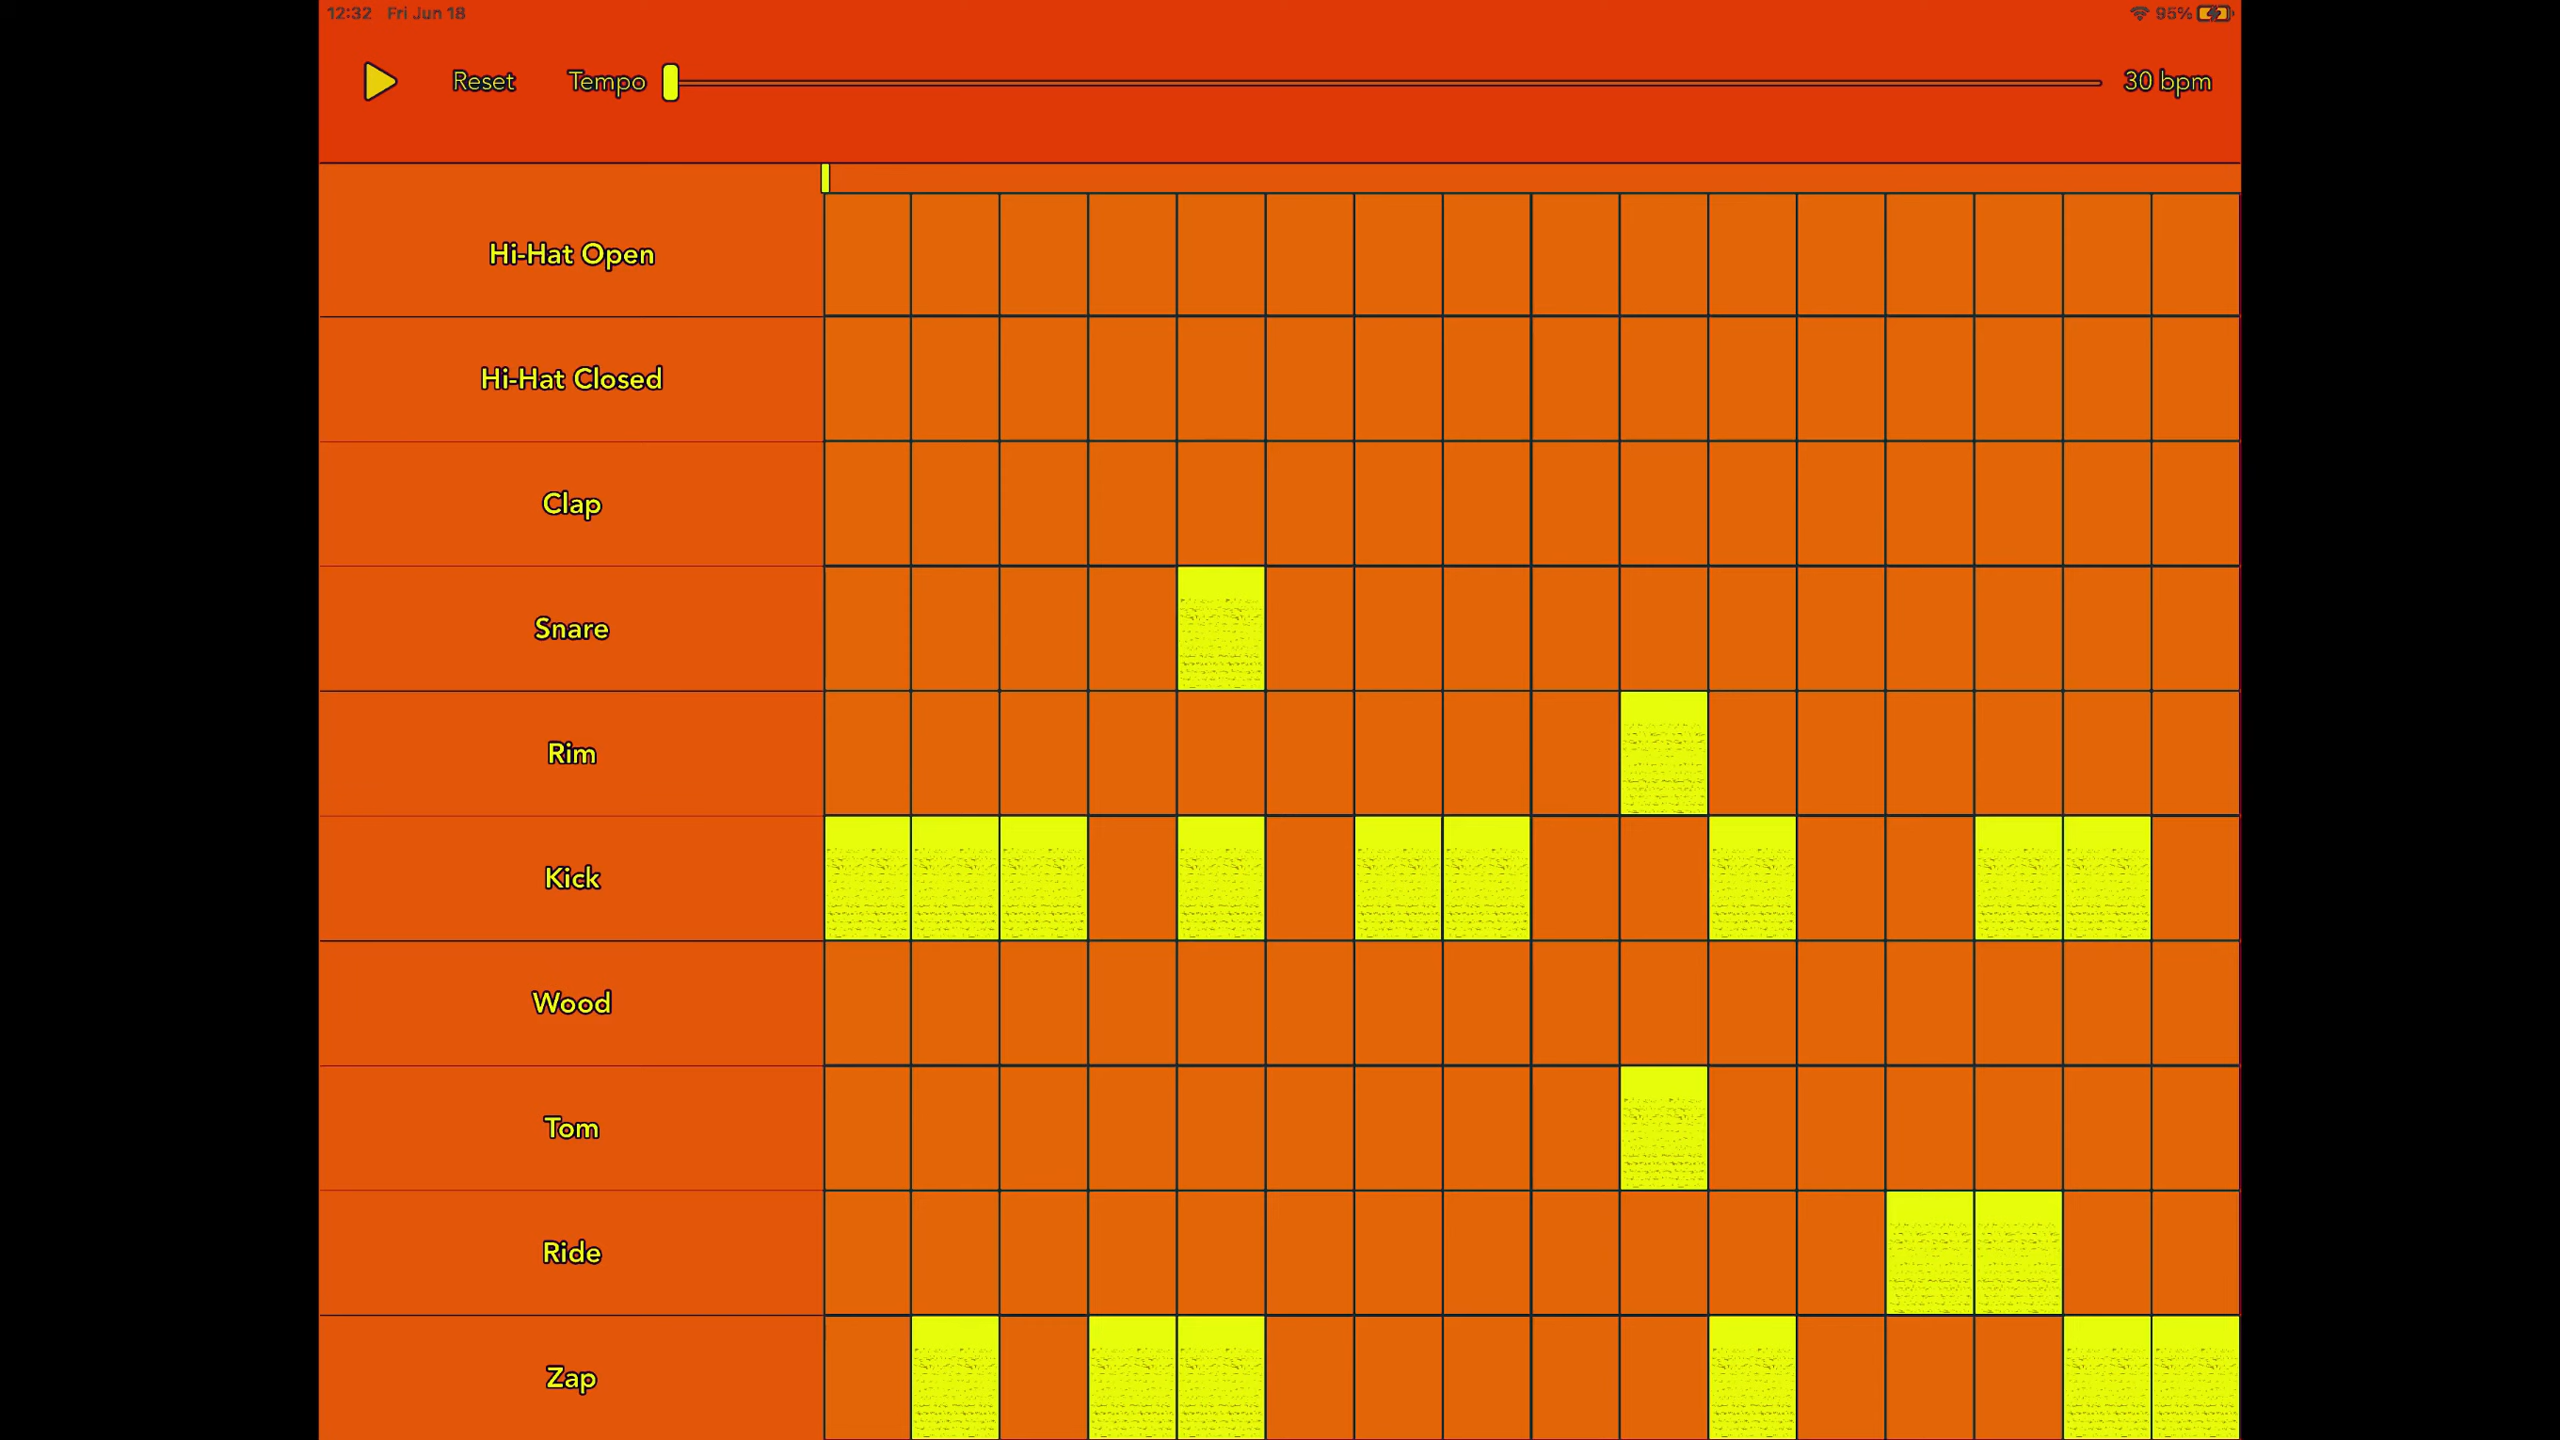 12:32 Fri Jun 18 95%
Reset Tempo 30 bpm
Hi-Hat Open
Hi-Hat Closed
Clap
Snare
Rim
Kick
Wood
Tom
Ride
Zap